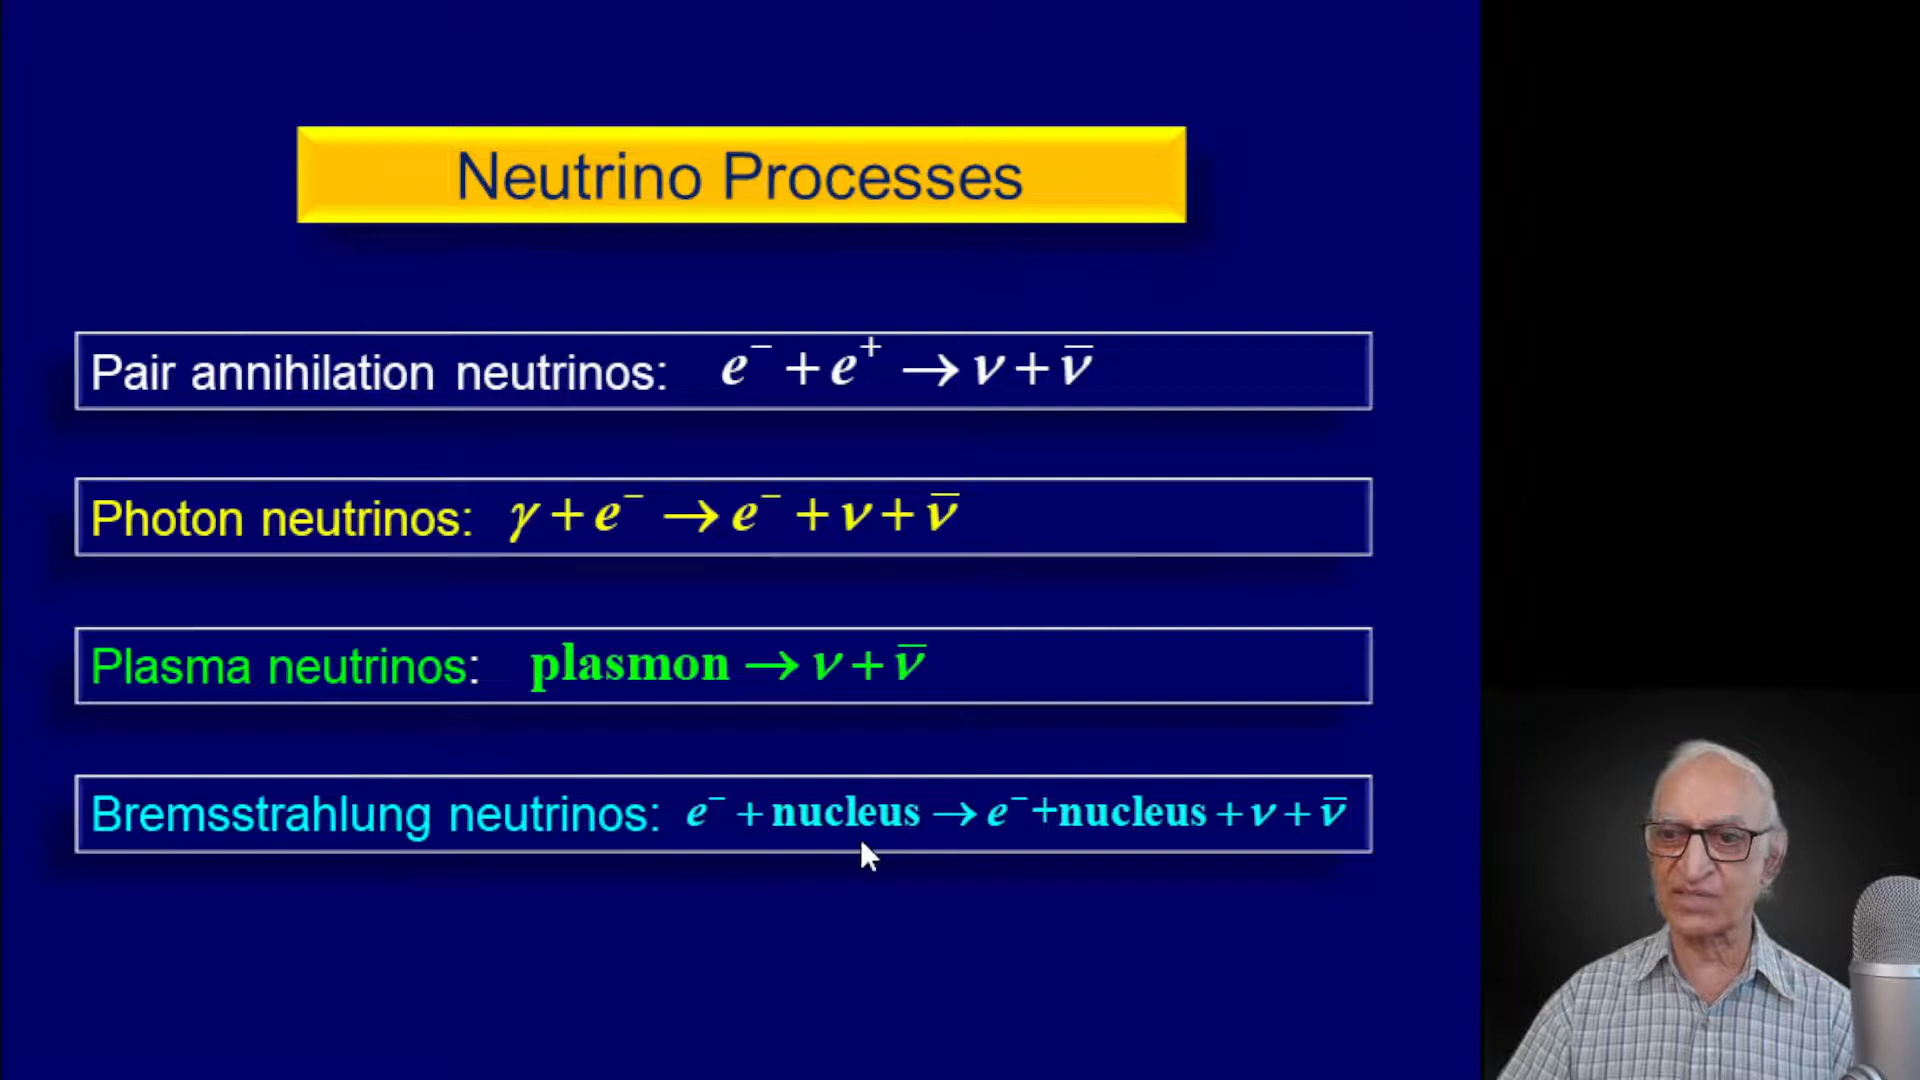 Neutrino Processes
Pair annihilation neutrinos: e⁻ + e⁺ → ν + ν̄
Photon neutrinos: γ + e⁻ → e⁻ + ν + ν̄
Plasma neutrinos: plasmon → ν + ν̄
Bremsstrahlung neutrinos: e⁻ + nucleus → e⁻+nucleus + ν + ν̄